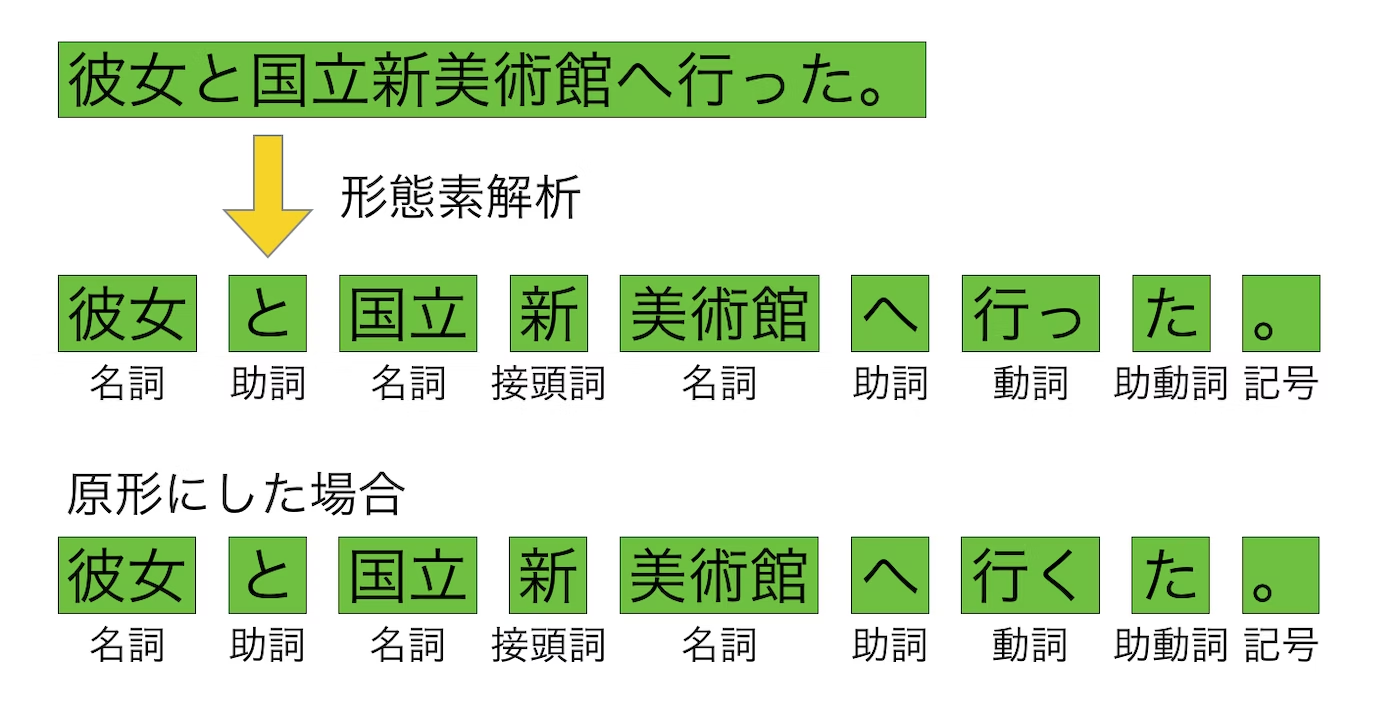 彼女と国立新美術館へ行った。
形態素解析
彼女 と 国立 新 美術館 へ 行っ た 。
名詞 助詞 名詞 接頭詞 名詞 助詞 動詞 助動詞 記号
原形にした場合
彼女 と 国立 新 美術館 へ 行く た 。
名詞 助詞 名詞 接頭詞 名詞 助詞 動詞 助動詞 記号